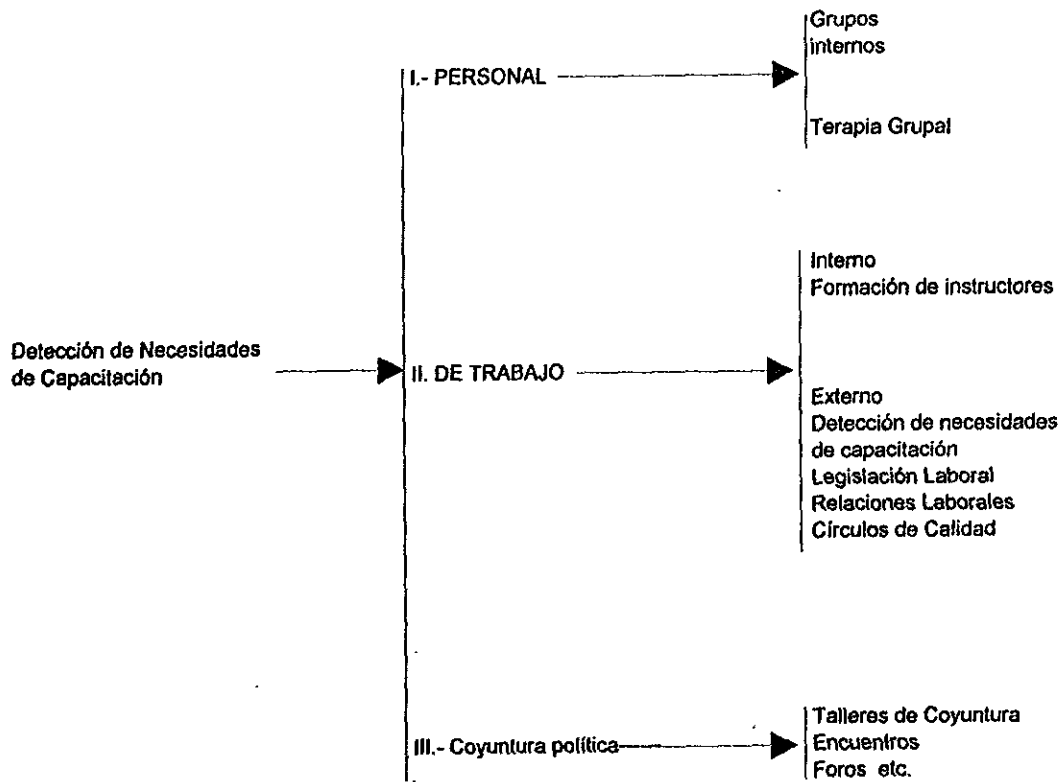 Grupos
internos
I.- PERSONAL
Terapia Grupal
Interno
Formación de instructores
Detección de Necesidades
de Capacitación
II. DE TRABAJO
Externo
Detección de necesidades
de capacitación
Legislación Laboral
Relaciones Laborales
Círculos de Calidad
III.- Coyuntura política
Talleres de Coyuntura
Encuentros
Foros etc.